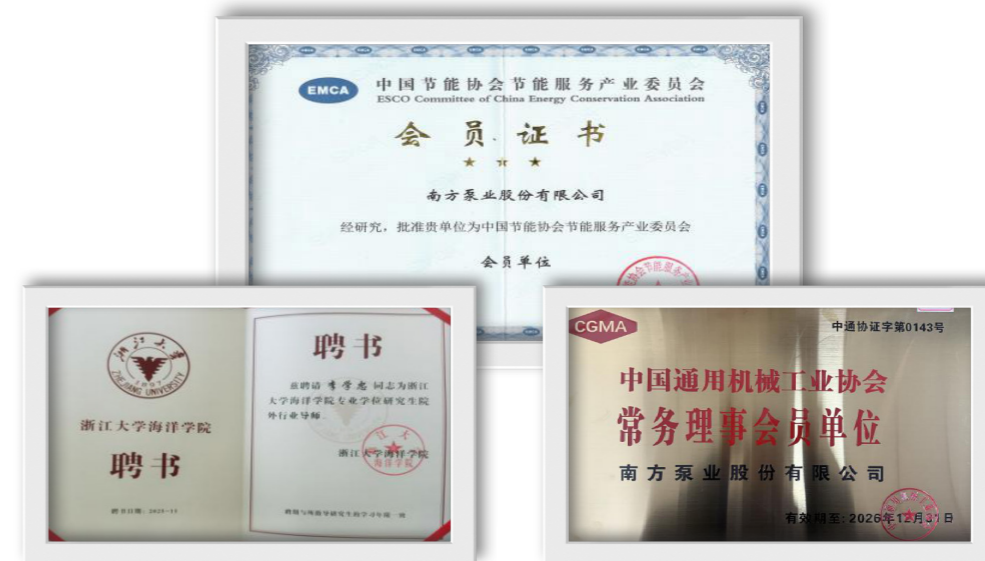 EMCA
中国节能协会节能服务产业委员会
ESCO Committee of China Energy Conservation Association
会员证书
南方泵业股份有限公司
经研究，批准贵单位为中国节能协会节能服务产业委员会
会员单位
浙江大学
ZHEJIANG UNIVERSITY
1897
浙江大学海洋学院
聘书
聘书
兹聘请 李学忠 同志为浙江
大学海洋学院专业学位研究生院
外行业导师
浙江大学海洋学院
CGMA
中通协证字第0143号
中国通用机械工业协会
常务理事会员单位
南方泵业股份有限公司
有效期至：2026年12月31日